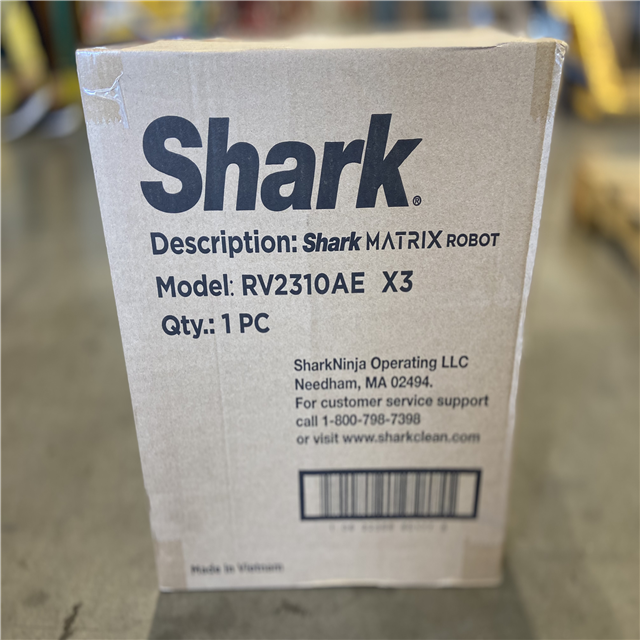 Shark®
Description: Shark MATRIX ROBOT
Model: RV2310AE X3
Qty.: 1 PC
SharkNinja Operating LLC
Needham, MA 02494.
For customer service support
call 1-800-798-7398
or visit www.sharkclean.com
Made in Vietnam